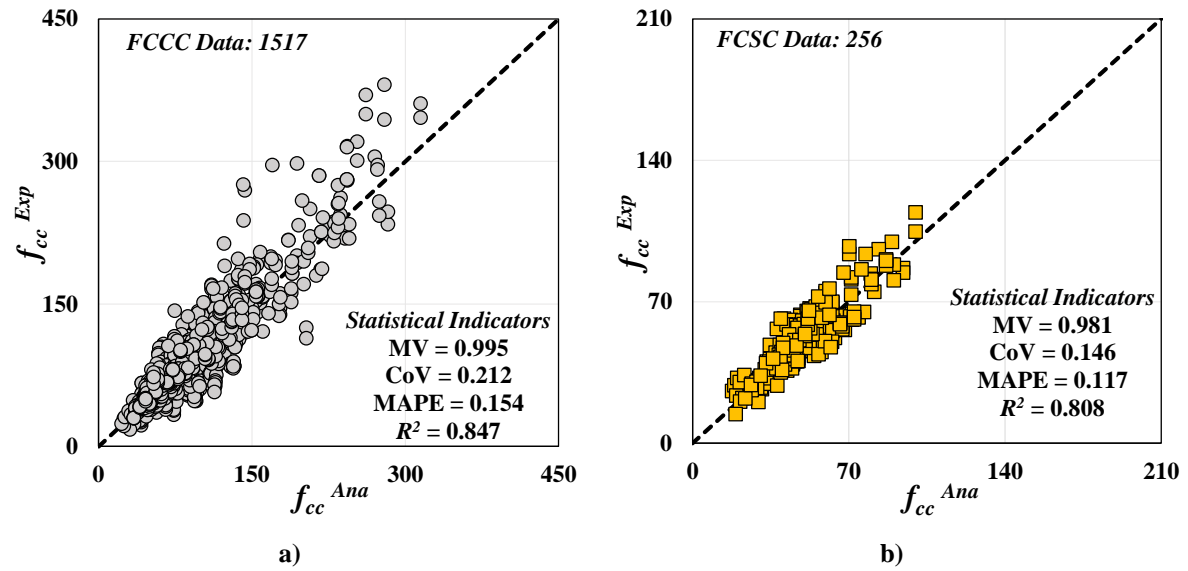 450
300
150
0
f_cc^Exp
FCCC Data: 1517
Statistical Indicators
MV = 0.995
CoV = 0.212
MAPE = 0.154
R² = 0.847
0 150 300 450
f_cc^Ana
a)
210
140
70
0
f_cc^Exp
FCSC Data: 256
Statistical Indicators
MV = 0.981
CoV = 0.146
MAPE = 0.117
R² = 0.808
0 70 140 210
f_cc^Ana
b)